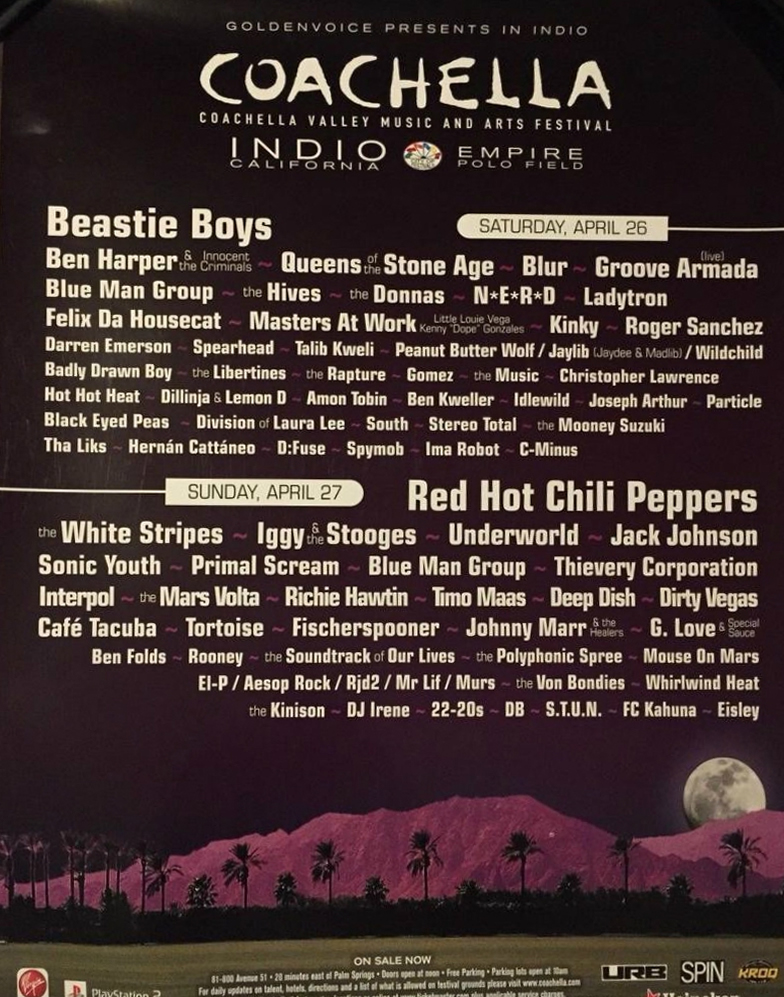 GOLDENVOICE PRESENTS IN INDIO
COACHELLA
COACHELLA VALLEY MUSIC AND ARTS FESTIVAL
INDIO CALIFORNIA EMPIRE POLO FIELD
Beastie Boys SATURDAY, APRIL 26
Ben Harper & the Innocent Criminals ~ Queens of the Stone Age ~ Blur ~ Groove Armada (live)
Blue Man Group ~ the Hives ~ the Donnas ~ N*E*R*D ~ Ladytron
Felix Da Housecat ~ Masters At Work Little Louie Vega Kenny "Dope" Gonzales ~ Kinky ~ Roger Sanchez
Darren Emerson ~ Spearhead ~ Talib Kweli ~ Peanut Butter Wolf / Jaylib (Jaydee & Madlib) / Wildchild
Badly Drawn Boy ~ the Libertines ~ the Rapture ~ Gomez ~ the Music ~ Christopher Lawrence
Hot Hot Heat ~ Dillinja & Lemon D ~ Amon Tobin ~ Ben Kweller ~ Idlewild ~ Joseph Arthur ~ Particle
Black Eyed Peas ~ Division of Laura Lee ~ South ~ Stereo Total ~ the Mooney Suzuki
Tha Liks ~ Hernán Cattáneo ~ D:Fuse ~ Spymob ~ Ima Robot ~ C-Minus
SUNDAY, APRIL 27 Red Hot Chili Peppers
the White Stripes ~ Iggy & the Stooges ~ Underworld ~ Jack Johnson
Sonic Youth ~ Primal Scream ~ Blue Man Group ~ Thievery Corporation
Interpol ~ the Mars Volta ~ Richie Hawtin ~ Timo Maas ~ Deep Dish ~ Dirty Vegas
Café Tacuba ~ Tortoise ~ Fischerspooner ~ Johnny Marr & the Healers ~ G. Love & Special Sauce
Ben Folds ~ Rooney ~ the Soundtrack of Our Lives ~ the Polyphonic Spree ~ Mouse On Mars
El-P / Aesop Rock / Rjd2 / Mr Lif / Murs ~ the Von Bondies ~ Whirlwind Heat
the Kinison ~ DJ Irene ~ 22-20s ~ DB ~ S.T.U.N. ~ FC Kahuna ~ Eisley
ON SALE NOW
81-800 Avenue 51 • 20 minutes east of Palm Springs • Doors open at noon • Free Parking • Parking lots open at 10am
For daily updates on talent, hotels, directions and a list of what is allowed on festival grounds please visit www.coachella.com
Virgin PlayStation 2 URB SPIN KROQ